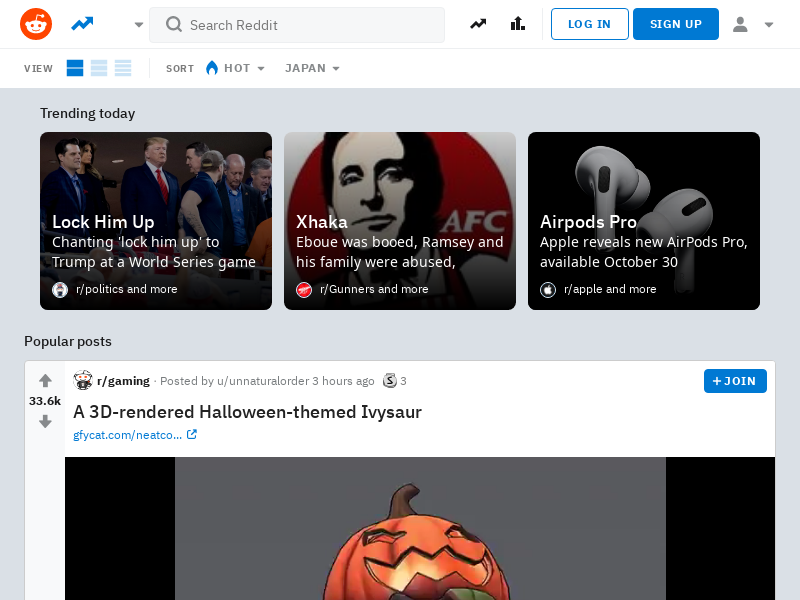 Search Reddit
LOG IN
SIGN UP
VIEW
SORT
HOT
JAPAN
Trending today
Lock Him Up
Chanting 'lock him up' to
Trump at a World Series game
r/politics and more
AFC
Xhaka
Eboue was booed, Ramsey and
his family were abused,
r/Gunners and more
Airpods Pro
Apple reveals new AirPods Pro,
available October 30
r/apple and more
Popular posts
33.6k
r/gaming · Posted by u/unnaturalorder 3 hours ago S 3
+ JOIN
A 3D-rendered Halloween-themed Ivysaur
gfycat.com/neatco...